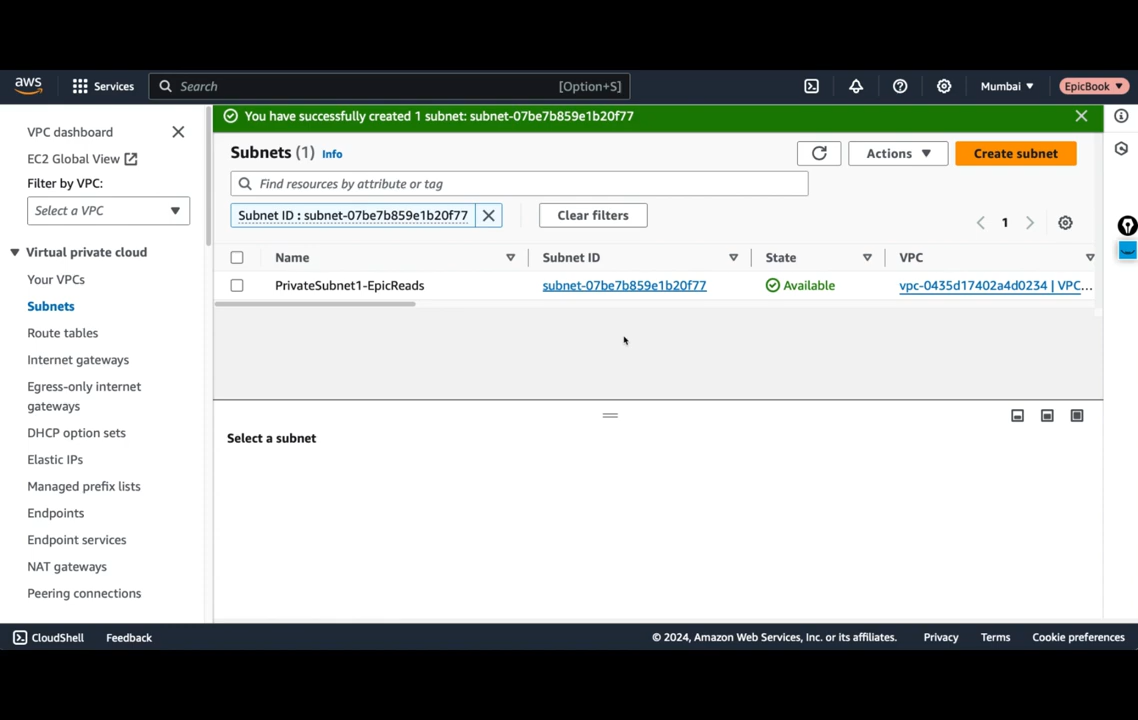 aws
Services
Search
[Option+S]
Mumbai ▼
EpicBook ▼
You have successfully created 1 subnet: subnet-07be7b859e1b20f77
VPC dashboard
EC2 Global View
Filter by VPC:
Select a VPC
Virtual private cloud
Your VPCs
Subnets
Route tables
Internet gateways
Egress-only internet
gateways
DHCP option sets
Elastic IPs
Managed prefix lists
Endpoints
Endpoint services
NAT gateways
Peering connections
Subnets (1) Info
Actions ▼
Create subnet
Find resources by attribute or tag
Subnet ID : subnet-07be7b859e1b20f77
Clear filters
1
Name
Subnet ID
State
VPC
PrivateSubnet1-EpicReads
subnet-07be7b859e1b20f77
Available
vpc-0435d17402a4d0234 | VPC...
Select a subnet
CloudShell
Feedback
© 2024, Amazon Web Services, Inc. or its affiliates.
Privacy
Terms
Cookie preferences